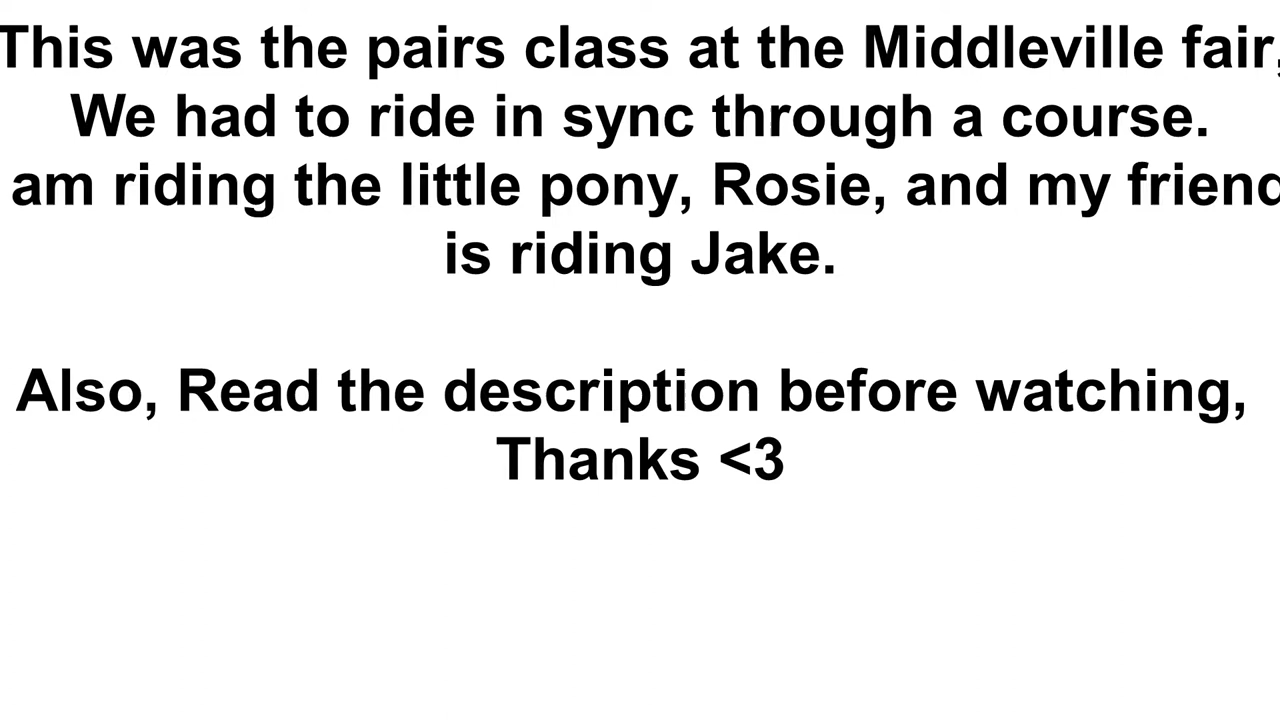 This was the pairs class at the Middleville fair,
We had to ride in sync through a course.
am riding the little pony, Rosie, and my friend
is riding Jake.
Also, Read the description before watching,
Thanks <3